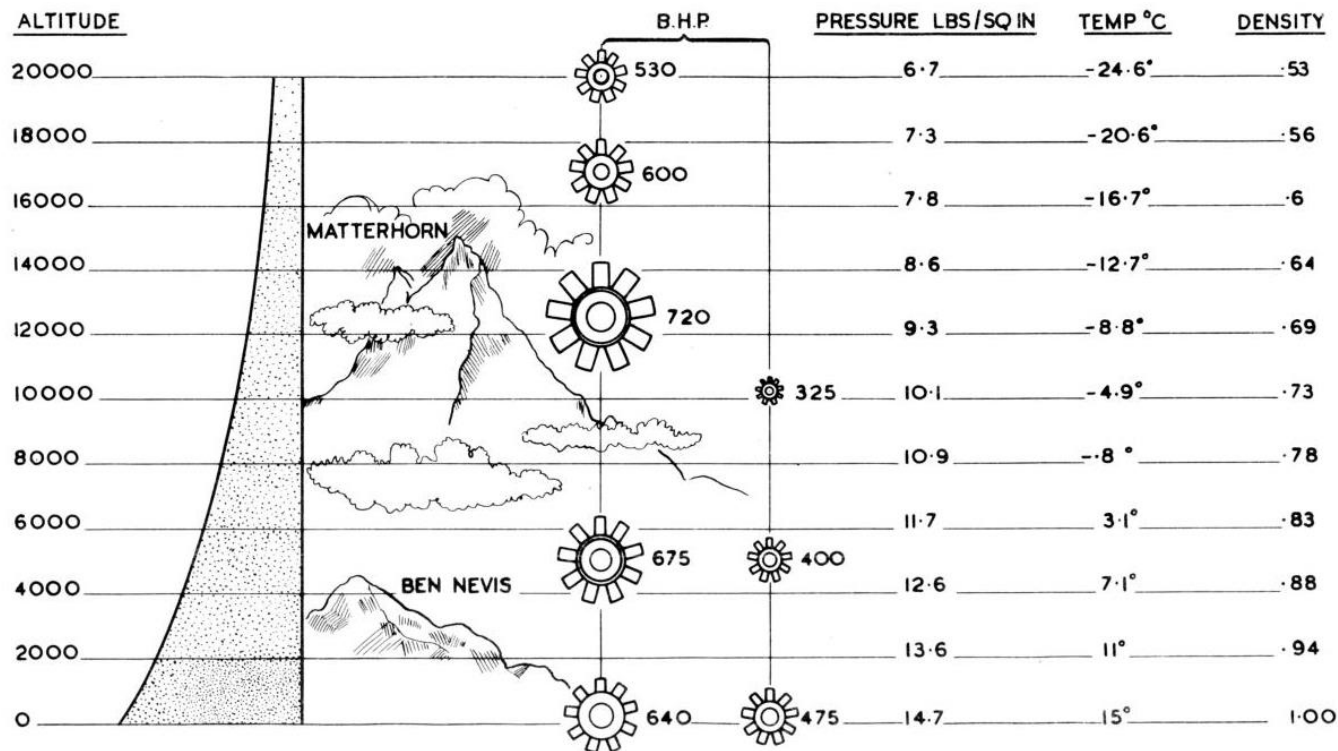 ALTITUDE B.H.P. PRESSURE LBS/SQ IN TEMP °C DENSITY
20000 530 6·7 -24·6° ·53
18000 7·3 -20·6° ·56
600
16000 7·8 -16·7° ·6
MATTERHORN
14000 8·6 -12·7° ·64
12000 720 9·3 -8·8° ·69
10000 325 10·1 -4·9° ·73
8000 10·9 -·8° ·78
6000 11·7 3·1° ·83
675 400
4000 BEN NEVIS 12·6 7·1° ·88
2000 13·6 11° ·94
0 640 475 14·7 15° 1·00